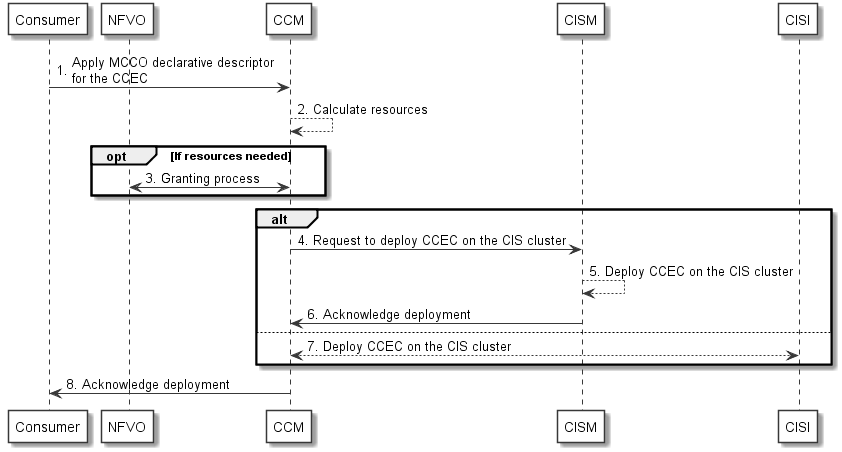 Consumer
NFVO
CCM
CISM
CISI
1. Apply MCCO declarative descriptor
for the CCEC
2. Calculate resources
opt [If resources needed]
3. Granting process
alt
4. Request to deploy CCEC on the CIS cluster
5. Deploy CCEC on the CIS cluster
6. Acknowledge deployment
7. Deploy CCEC on the CIS cluster
8. Acknowledge deployment
Consumer
NFVO
CCM
CISM
CISI